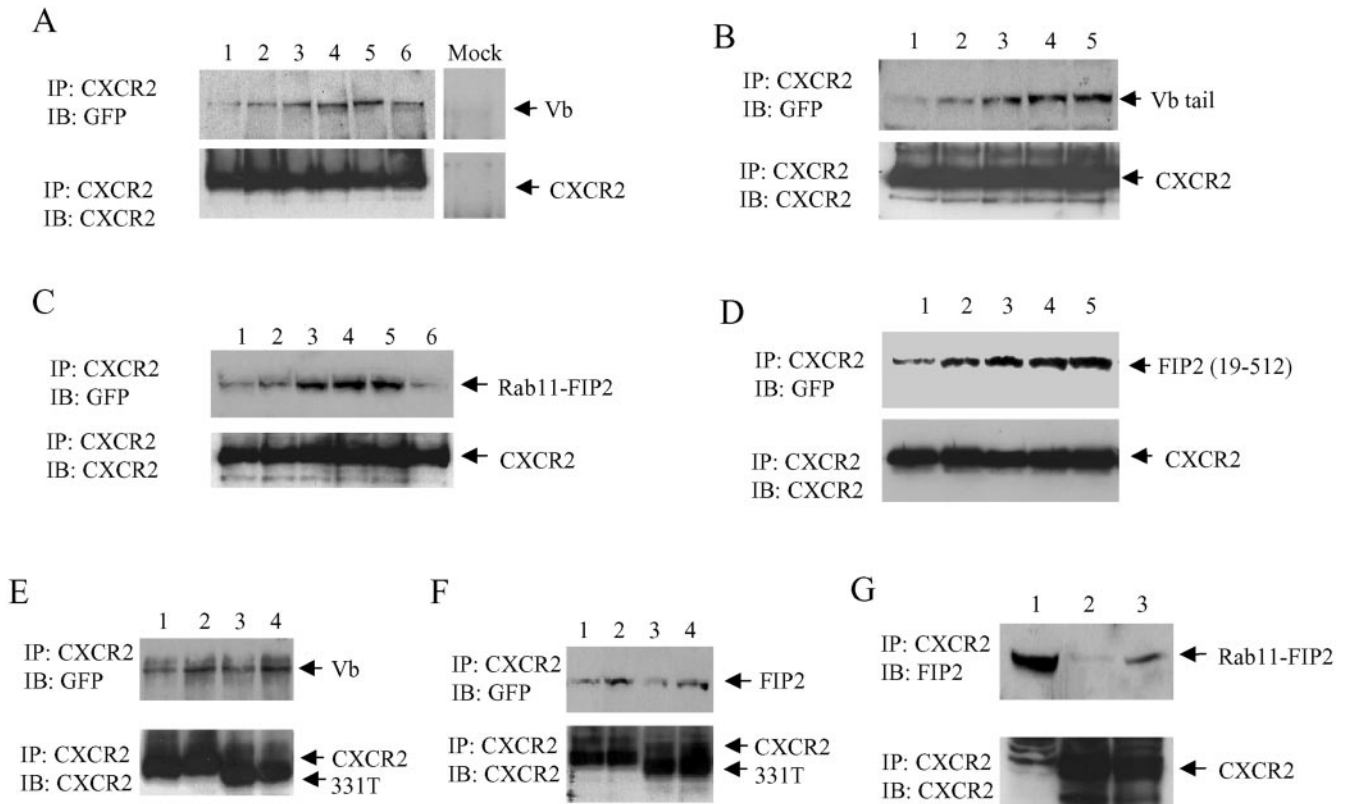 A
1 2 3 4 5 6 Mock
IP: CXCR2
IB: GFP
Vb
IP: CXCR2
IB: CXCR2
CXCR2
B
1 2 3 4 5
IP: CXCR2
IB: GFP
Vb tail
IP: CXCR2
IB: CXCR2
CXCR2
C
1 2 3 4 5 6
IP: CXCR2
IB: GFP
Rab11-FIP2
IP: CXCR2
IB: CXCR2
CXCR2
D
1 2 3 4 5
IP: CXCR2
IB: GFP
FIP2 (19-512)
IP: CXCR2
IB: CXCR2
CXCR2
E
1 2 3 4
IP: CXCR2
IB: GFP
Vb
IP: CXCR2
IB: CXCR2
CXCR2
331T
F
1 2 3 4
IP: CXCR2
IB: GFP
FIP2
IP: CXCR2
IB: CXCR2
CXCR2
331T
G
1 2 3
IP: CXCR2
IB: FIP2
Rab11-FIP2
IP: CXCR2
IB: CXCR2
CXCR2